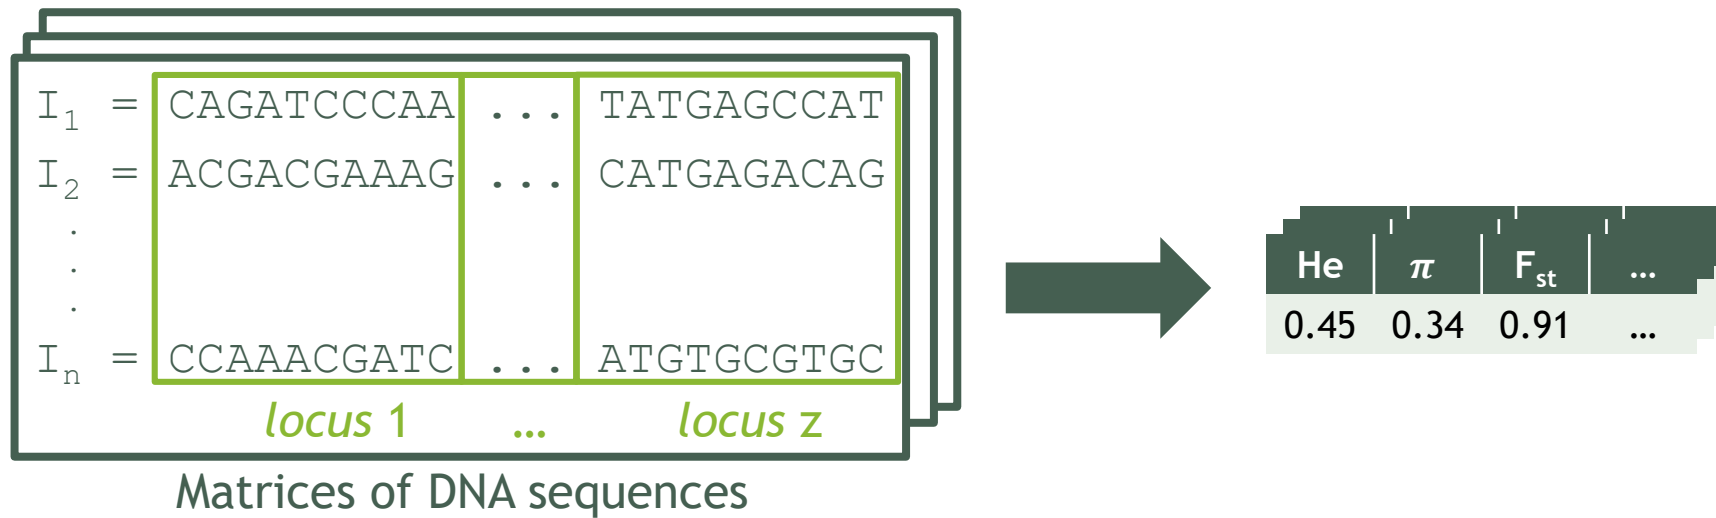 I₁ = CAGATCCCAA ... TATGAGCCAT
I₂ = ACGACGAAAG ... CATGAGACAG
.
.
.
Iₙ = CCAAACGATC ... ATGTGCGTGC
locus 1 ... locus z
Matrices of DNA sequences
He π Fₛₜ ...
0.45 0.34 0.91 ...